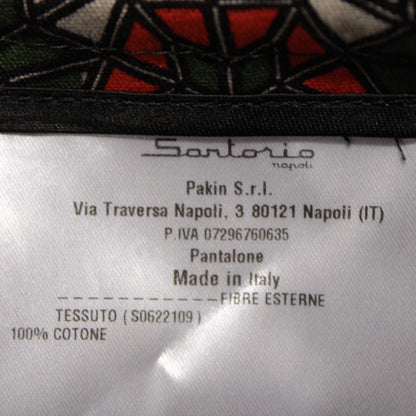 Sartorio
napoli
Pakin S.r.l.
Via Traversa Napoli, 3 80121 Napoli (IT)
P.IVA 07296760635
Pantalone
Made in Italy
-------------FIBRE ESTERNE
TESSUTO ( S0622109 )
100% COTONE